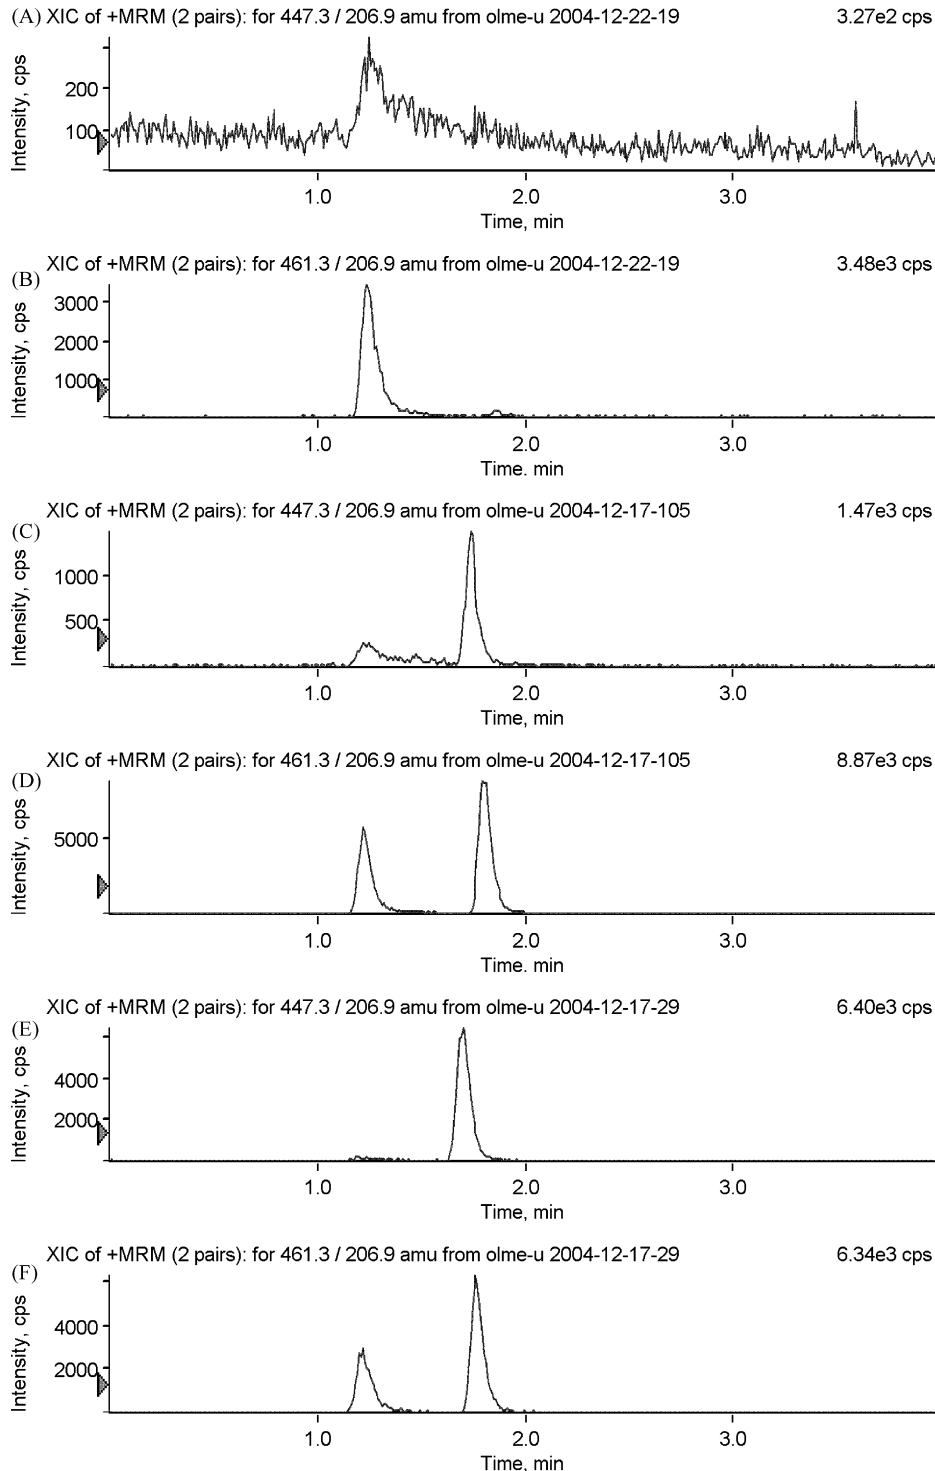 (A) XIC of +MRM (2 pairs): for 447.3 / 206.9 amu from olme-u 2004-12-22-19 3.27e2 cps
Intensity, cps
200
100
1.0 2.0 3.0
Time, min
(B) XIC of +MRM (2 pairs): for 461.3 / 206.9 amu from olme-u 2004-12-22-19 3.48e3 cps
Intensity, cps
3000
2000
1000
1.0 2.0 3.0
Time. min
(C) XIC of +MRM (2 pairs): for 447.3 / 206.9 amu from olme-u 2004-12-17-105 1.47e3 cps
Intensity, cps
1000
500
1.0 2.0 3.0
Time, min
(D) XIC of +MRM (2 pairs): for 461.3 / 206.9 amu from olme-u 2004-12-17-105 8.87e3 cps
Intensity, cps
5000
1.0 2.0 3.0
Time. min
(E) XIC of +MRM (2 pairs): for 447.3 / 206.9 amu from olme-u 2004-12-17-29 6.40e3 cps
Intensity, cps
4000
2000
1.0 2.0 3.0
Time, min
(F) XIC of +MRM (2 pairs): for 461.3 / 206.9 amu from olme-u 2004-12-17-29 6.34e3 cps
Intensity, cps
4000
2000
1.0 2.0 3.0
Time, min